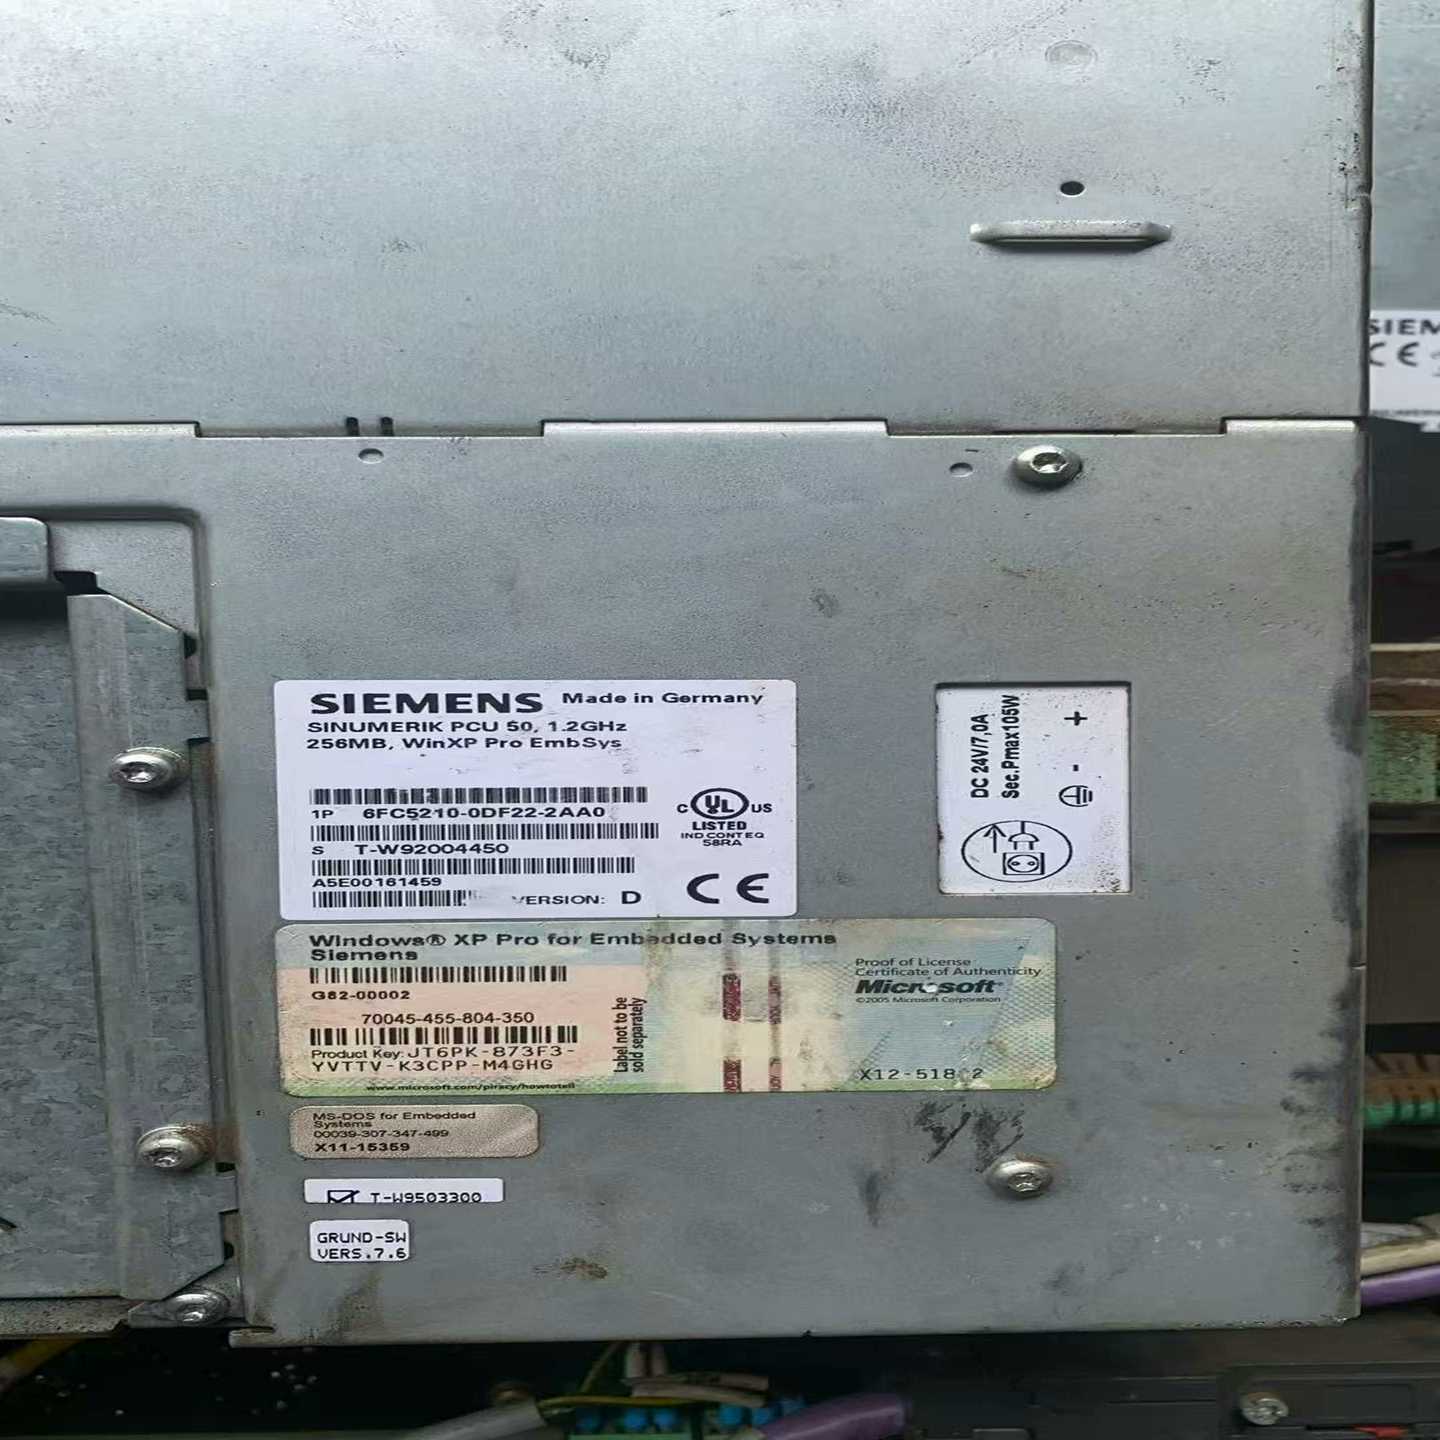 SIEM
CE
SIEMENS Made in Germany
SINUMERIK PCU 50, 1.2GHz
256MB, WinXP Pro EmbSys
1P 6FC5210-0DF22-2AA0
S T-W92004450
A5E00161459
VERSION: D
C UL US
LISTED
IND CONT EQ
58RA
CE
DC 24V/7,0A
Sec.Pmax105W
+
-
Windows® XP Pro for Embedded Systems
Siemens
G82-00002
70045-455-804-350
Product Key: JT6PK-873F3-
YVTTV-K3CPP-M4GHG
www.microsoft.com/piracy/howtotell
Label not to be
sold separately
Proof of License
Certificate of Authenticity
Microsoft®
©2005 Microsoft Corporation
MS-DOS for Embedded
Systems
00039-307-347-499
X11-15359
T-W9503300
GRUND-SW
VERS.7.6